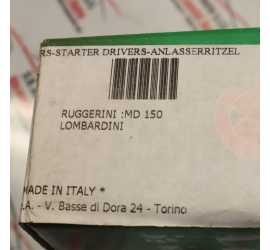 RS-STARTER DRIVERS-ANLASSERRITZEL
RUGGERINI :MD 150
LOMBARDINI
MADE IN ITALY *
.A. - V. Basse di Dora 24 - Torino